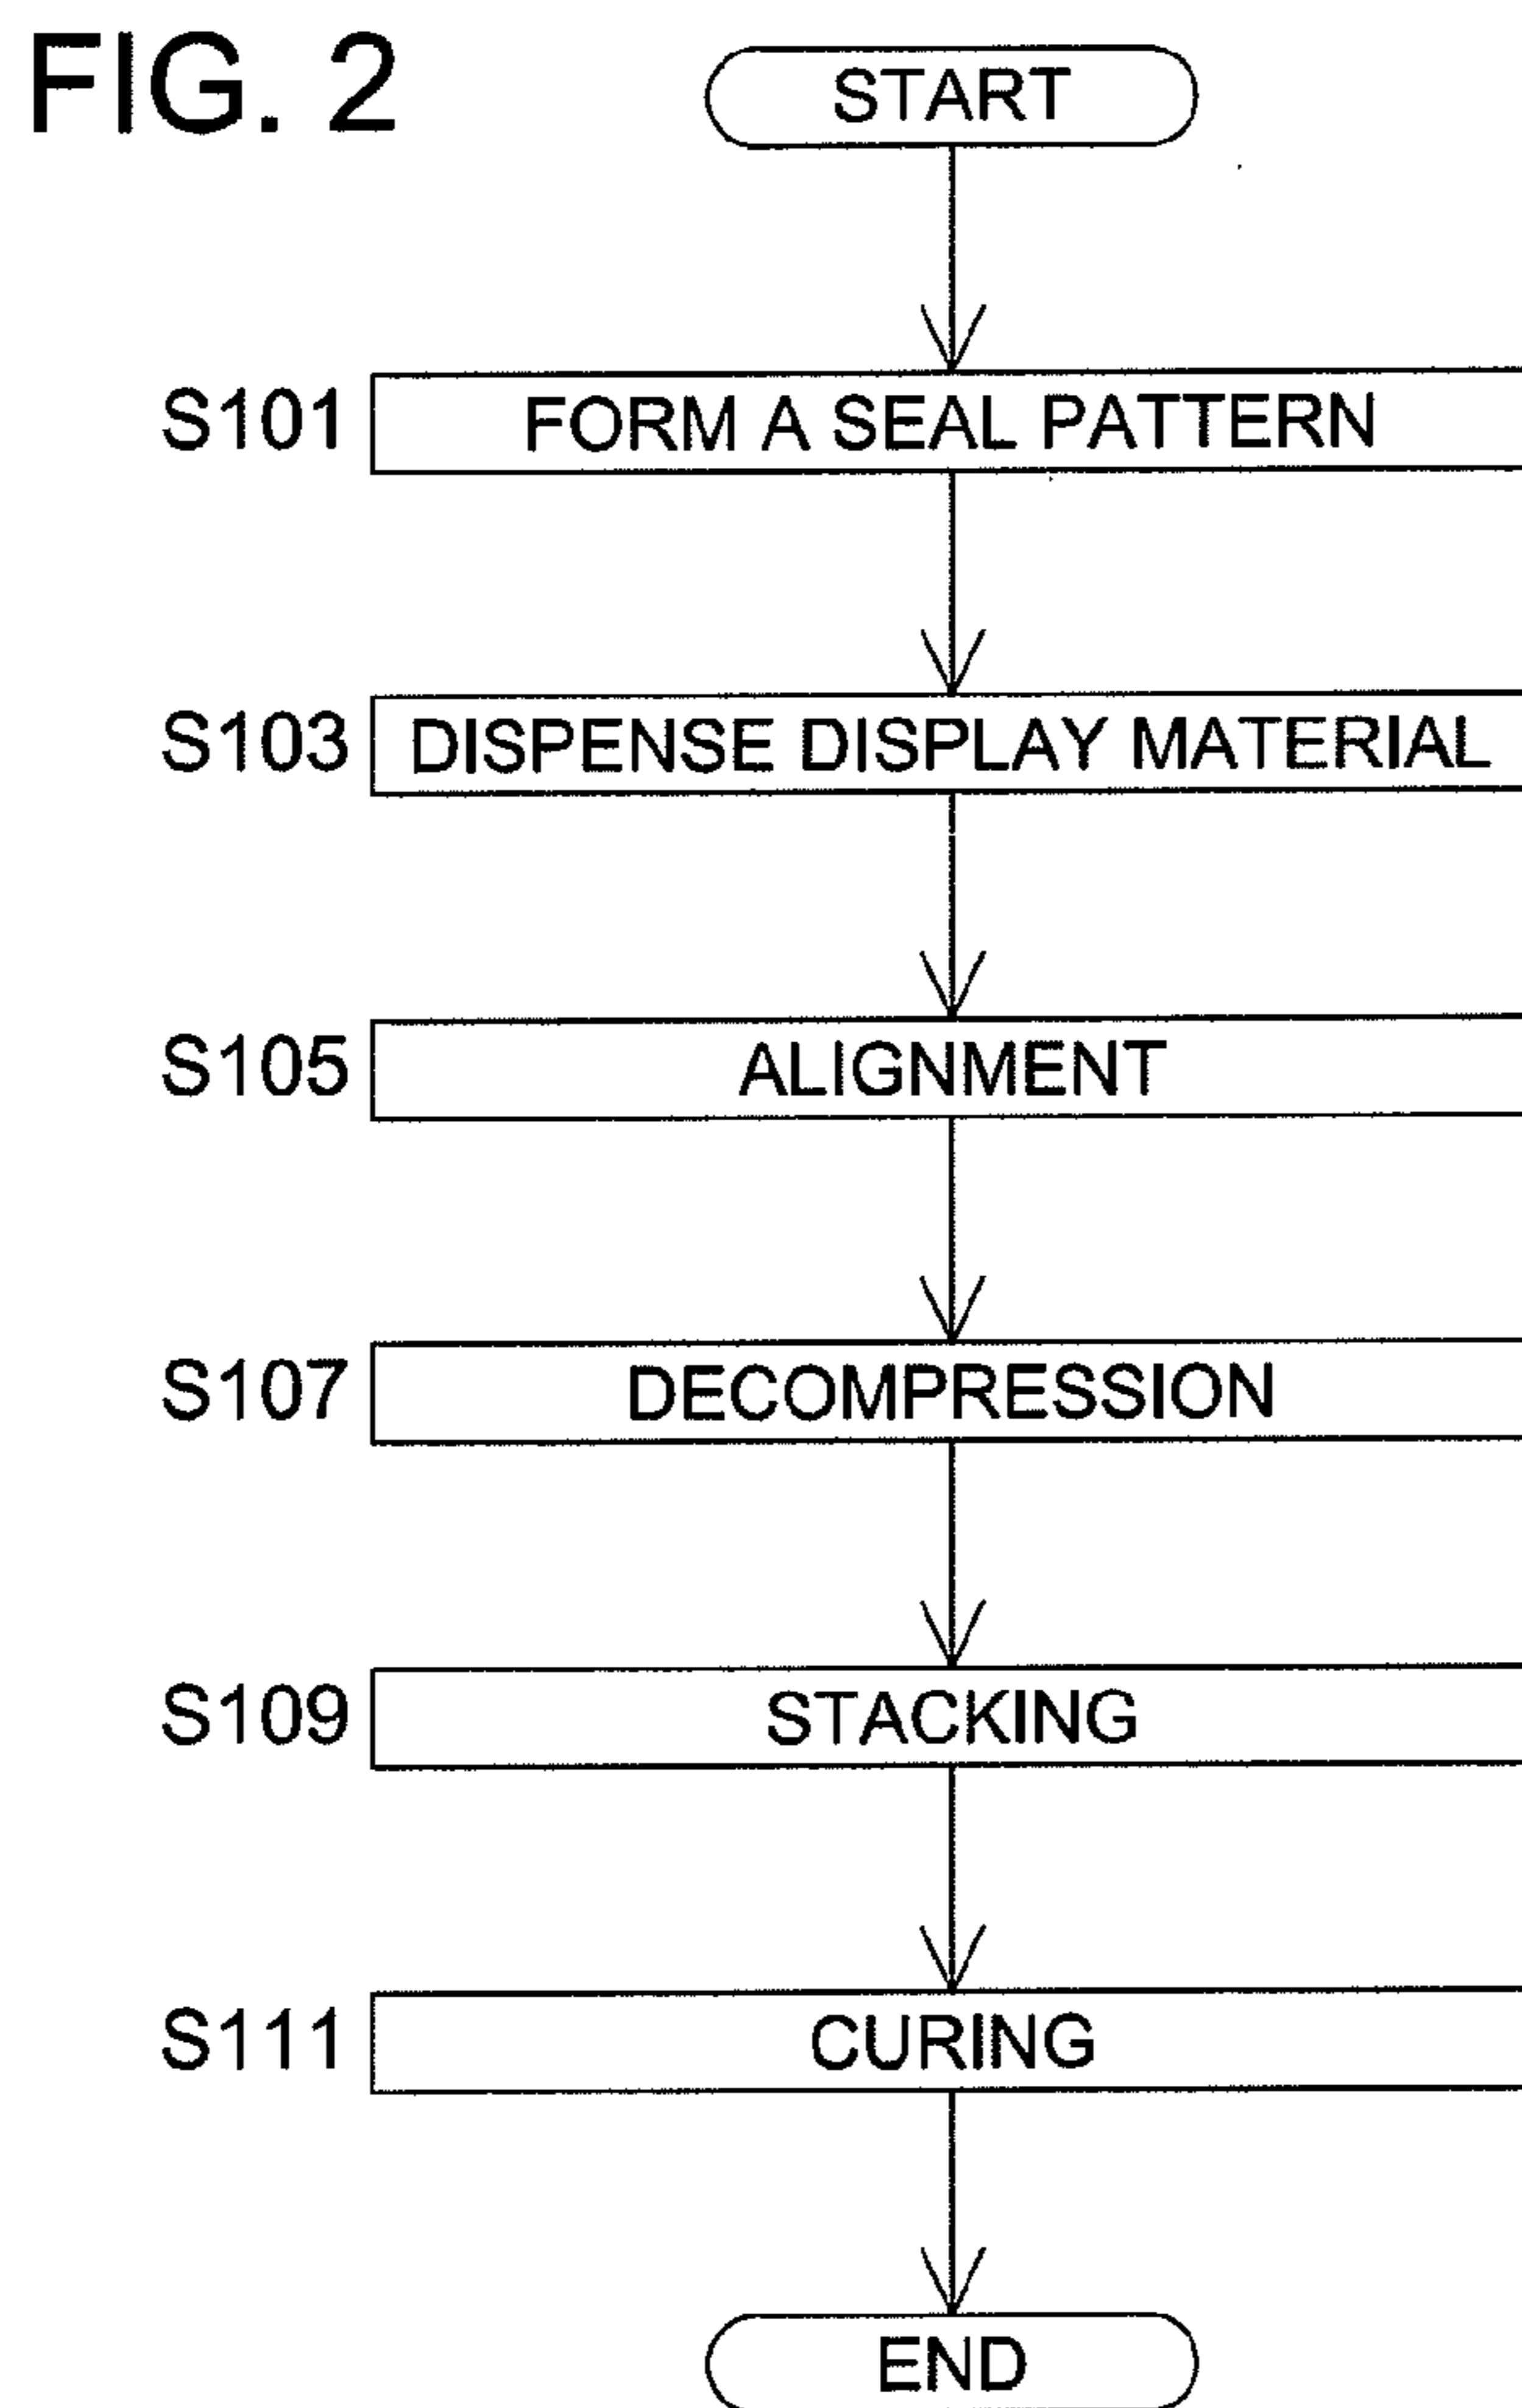 FIG. 2
START
S101 FORM A SEAL PATTERN
S103 DISPENSE DISPLAY MATERIAL
S105 ALIGNMENT
S107 DECOMPRESSION
S109 STACKING
S111 CURING
END